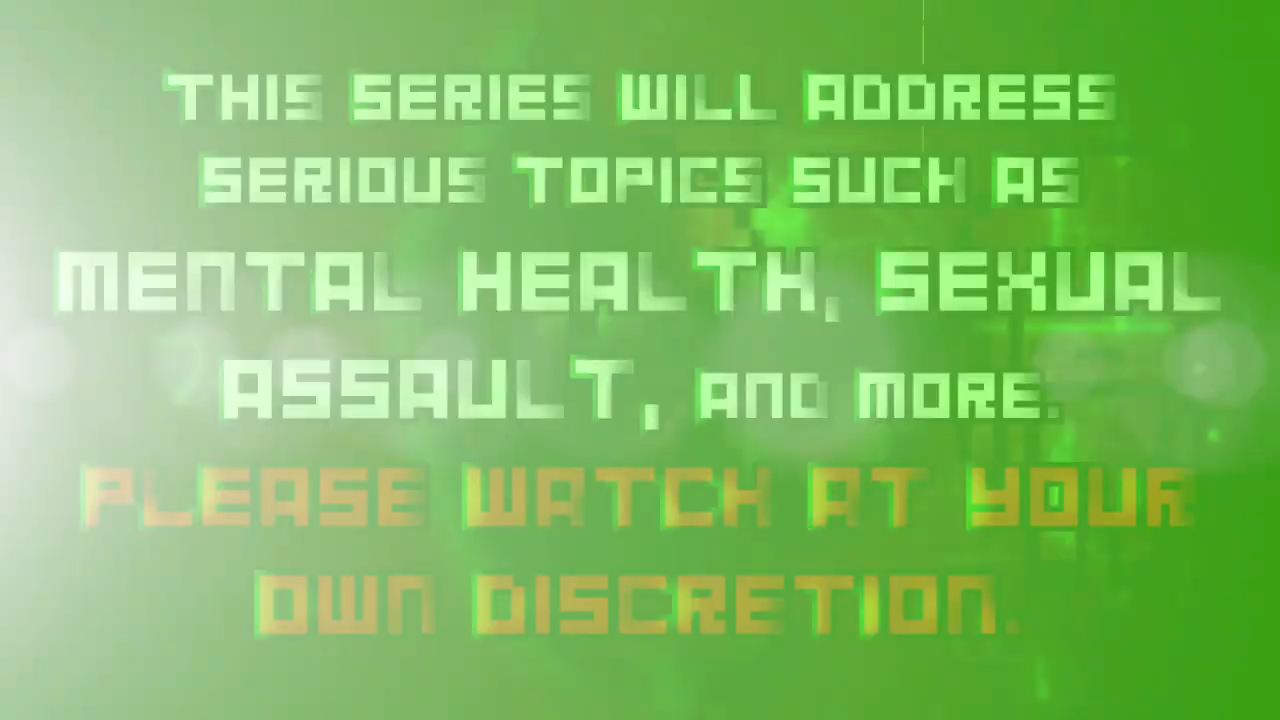 THIS SERIES WILL ADDRESS
SERIOUS TOPICS SUCH AS
MENTAL HEALTH, SEXUAL
ASSAULT, AND MORE.
PLEASE WATCH AT YOUR
OWN DISCRETION.